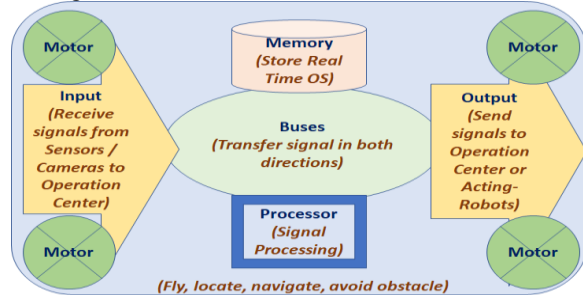 Motor
Memory
(Store Real
Time OS)
Motor
Input
(Receive
signals from
Sensors /
Cameras to
Operation
Center)
Buses
(Transfer signal in both
directions)
Output
(Send
signals to
Operation
Center or
Acting-
Robots)
Processor
(Signal
Processing)
Motor
Motor
(Fly, locate, navigate, avoid obstacle)